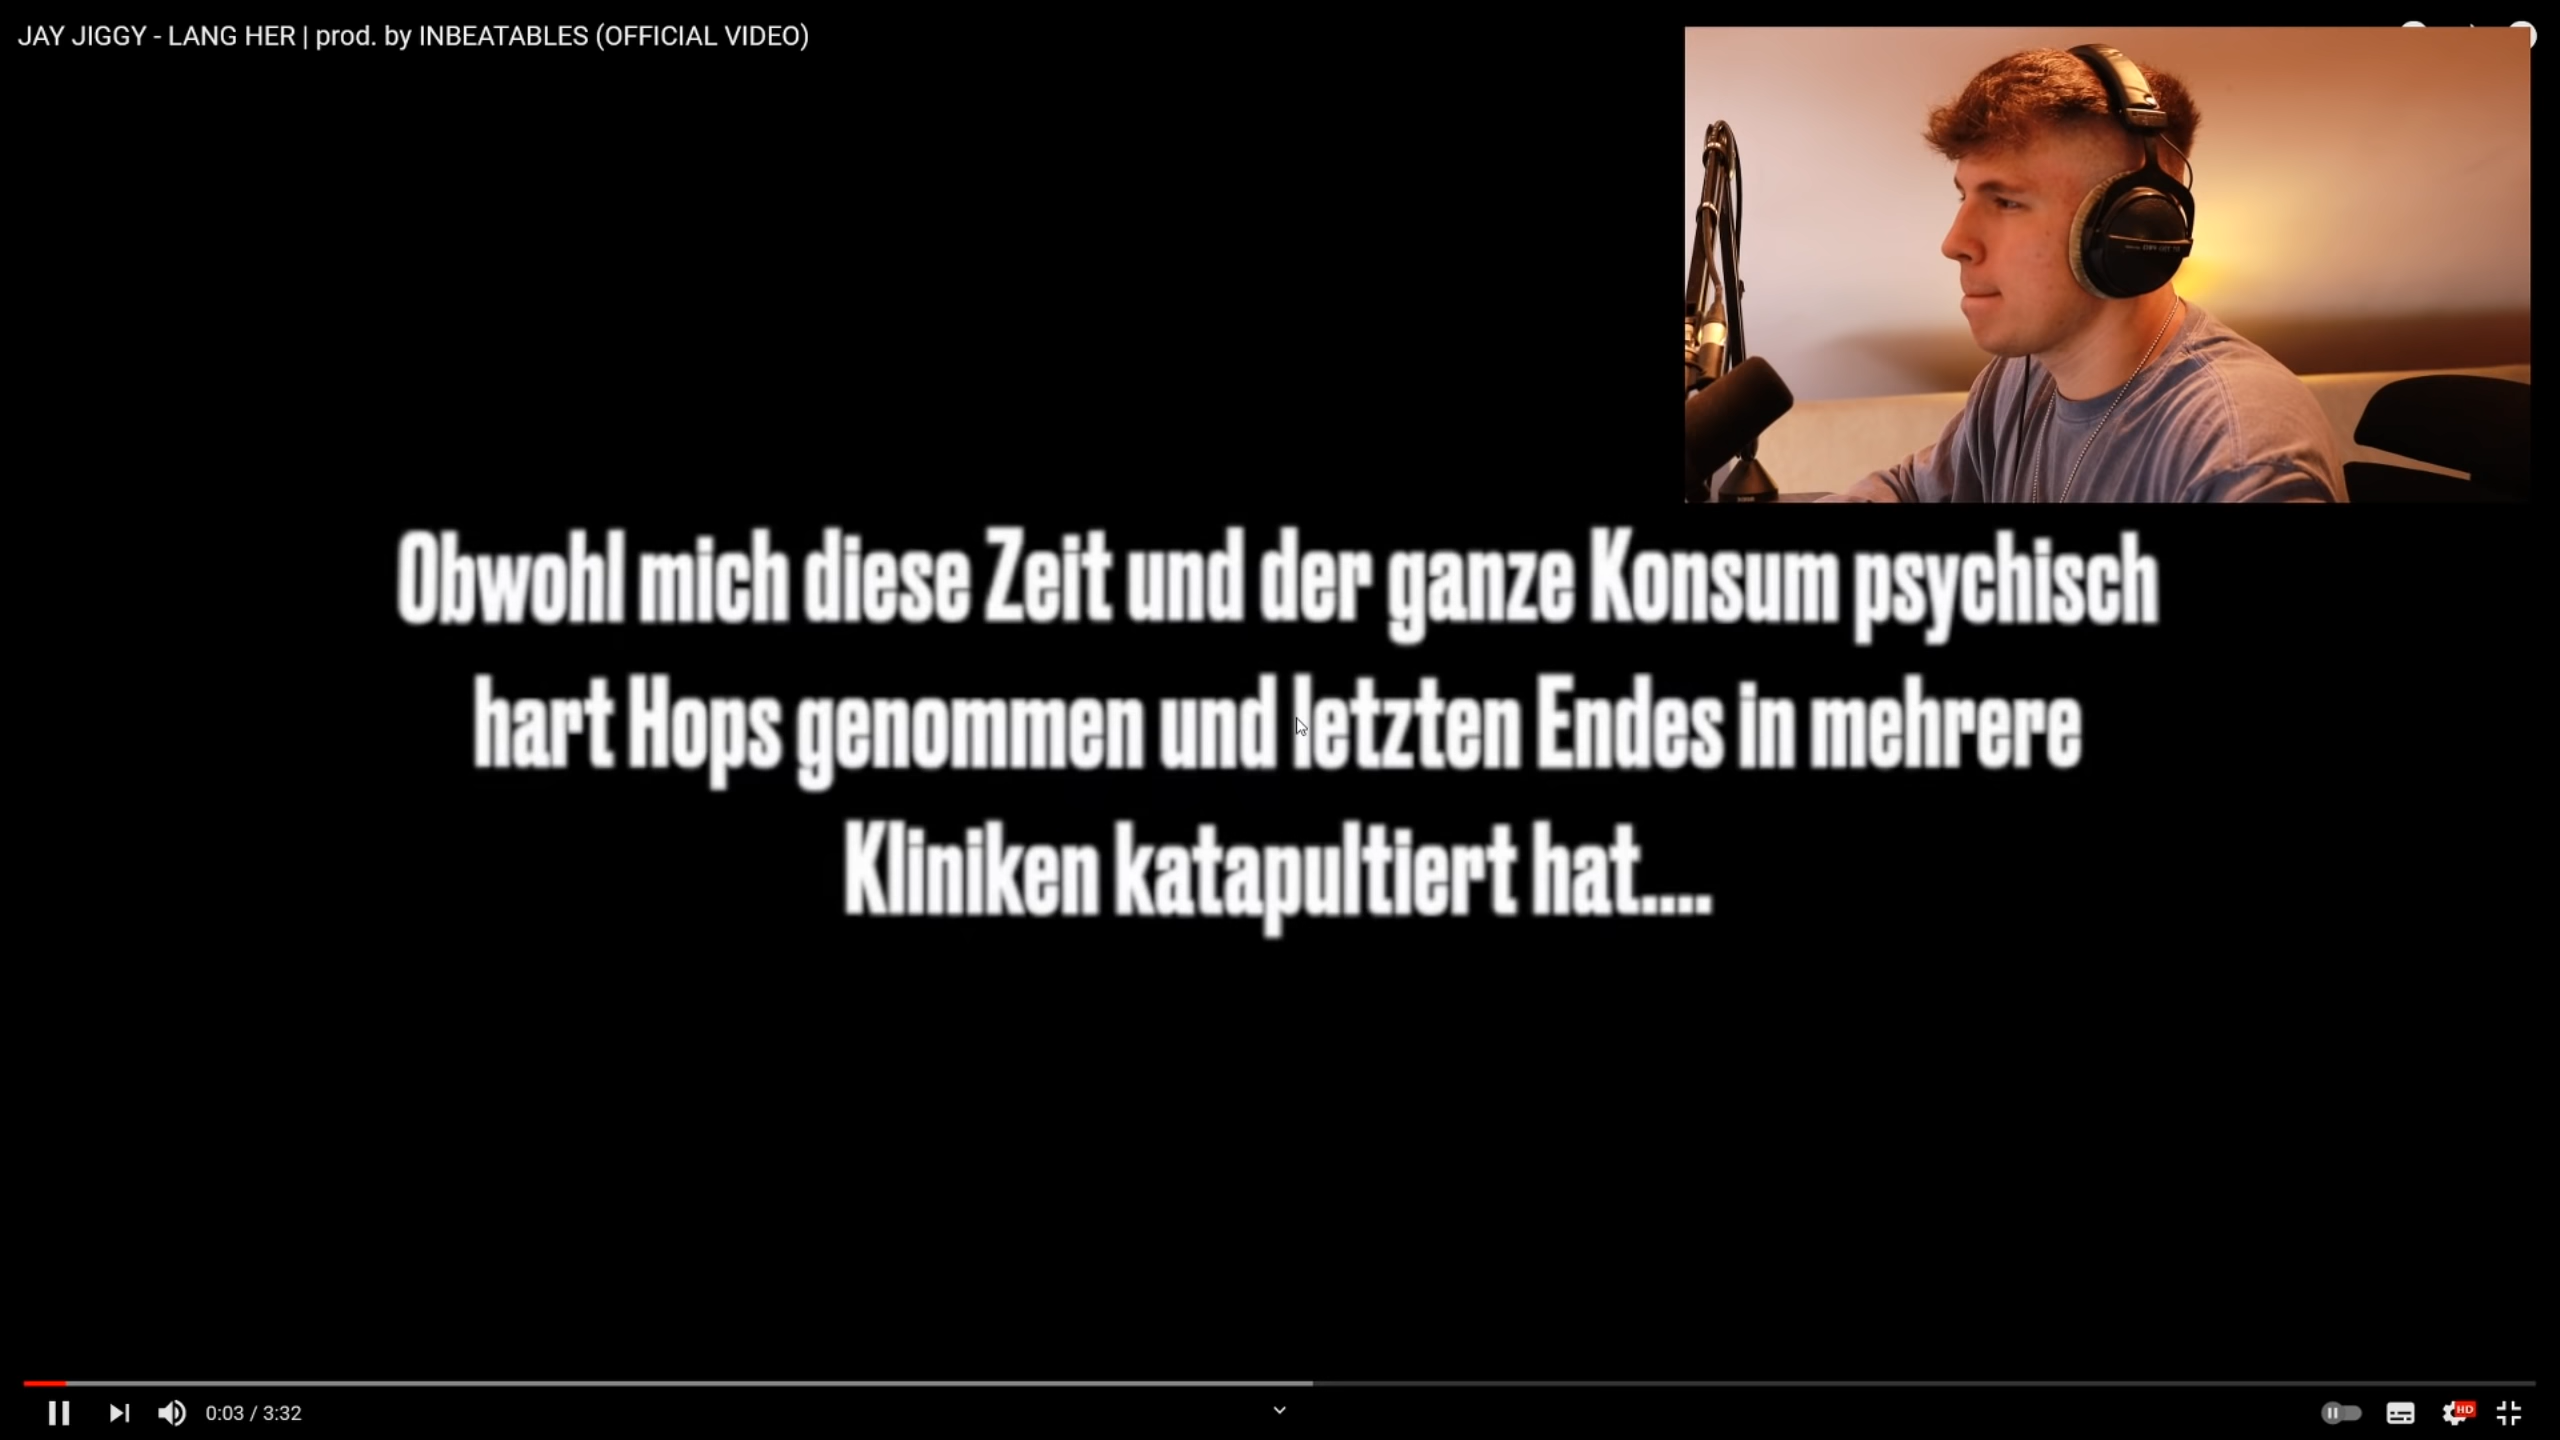 JAY JIGGY - LANG HER | prod. by INBEATABLES (OFFICIAL VIDEO)
Obwohl mich diese Zeit und der ganze Konsum psychisch
hart Hops genommen und letzten Endes in mehrere
Kliniken katapultiert hat....
0:03 / 3:32
HD